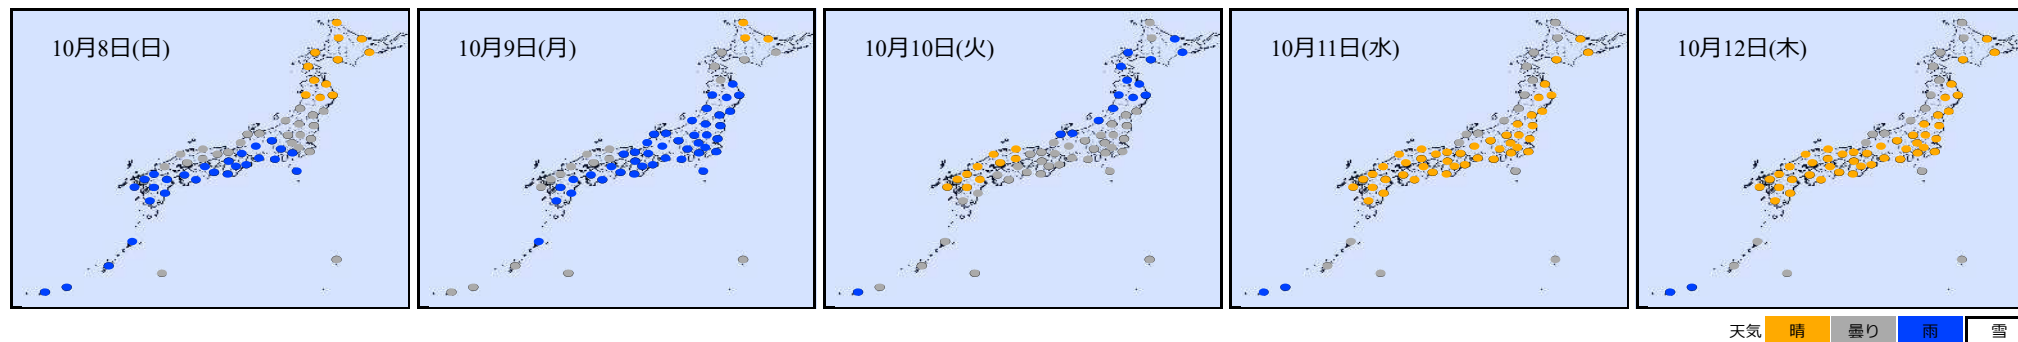 10月8日(日)
10月9日(月)
10月10日(火)
10月11日(水)
10月12日(木)
天気 晴 曇り 雨 雪